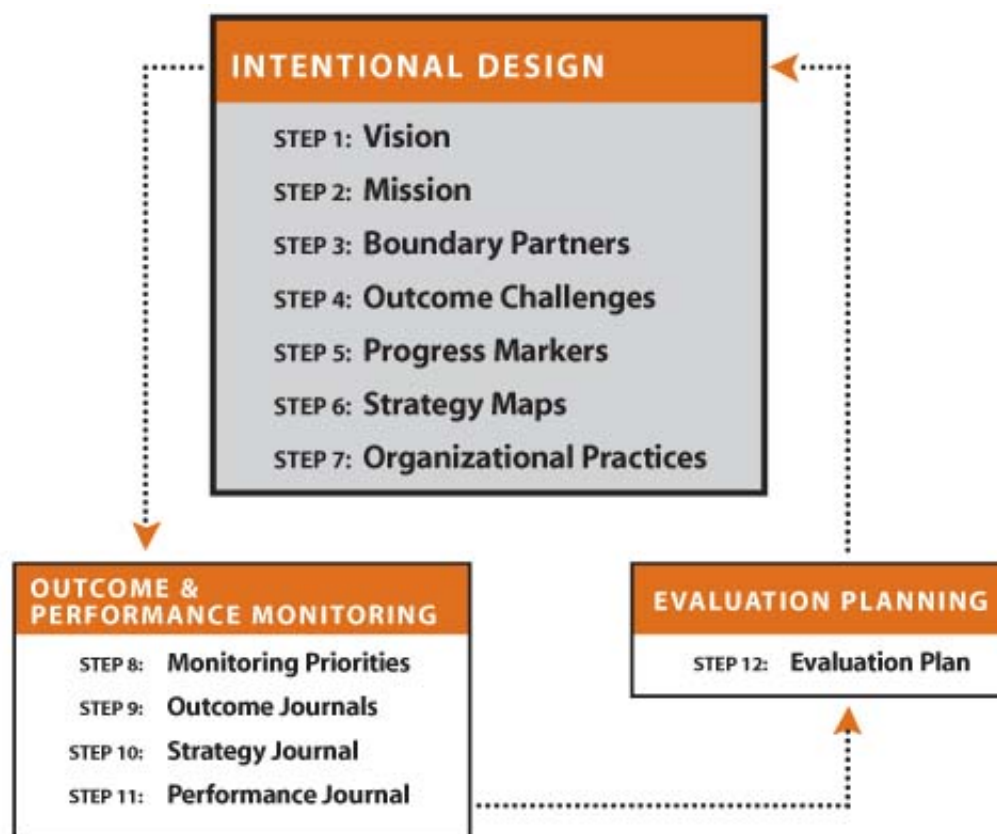 INTENTIONAL DESIGN
STEP 1: Vision
STEP 2: Mission
STEP 3: Boundary Partners
STEP 4: Outcome Challenges
STEP 5: Progress Markers
STEP 6: Strategy Maps
STEP 7: Organizational Practices
OUTCOME &
PERFORMANCE MONITORING
STEP 8: Monitoring Priorities
STEP 9: Outcome Journals
STEP 10: Strategy Journal
STEP 11: Performance Journal
EVALUATION PLANNING
STEP 12: Evaluation Plan